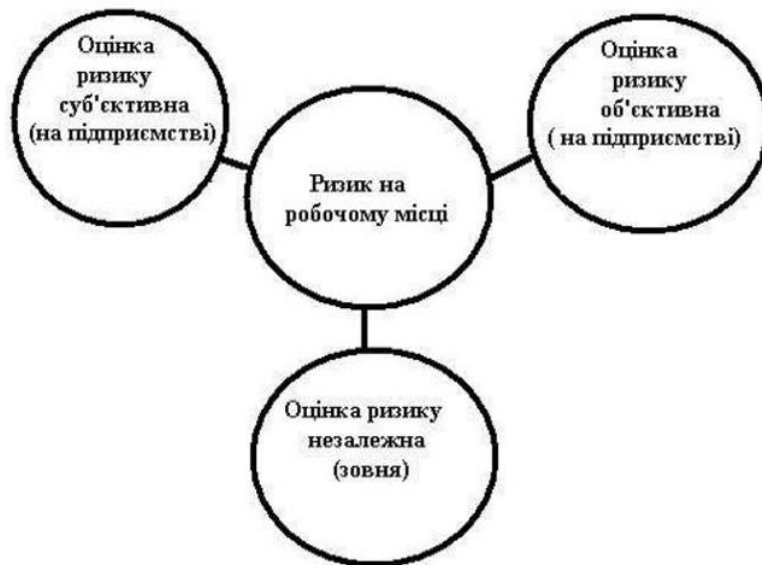 Оцінка
ризику
суб'єктивна
(на підприємстві)
Оцінка
ризику
об'єктивна
( на підприємстві)
Ризик на
робочому місці
Оцінка ризику
незалежна
(зовня)